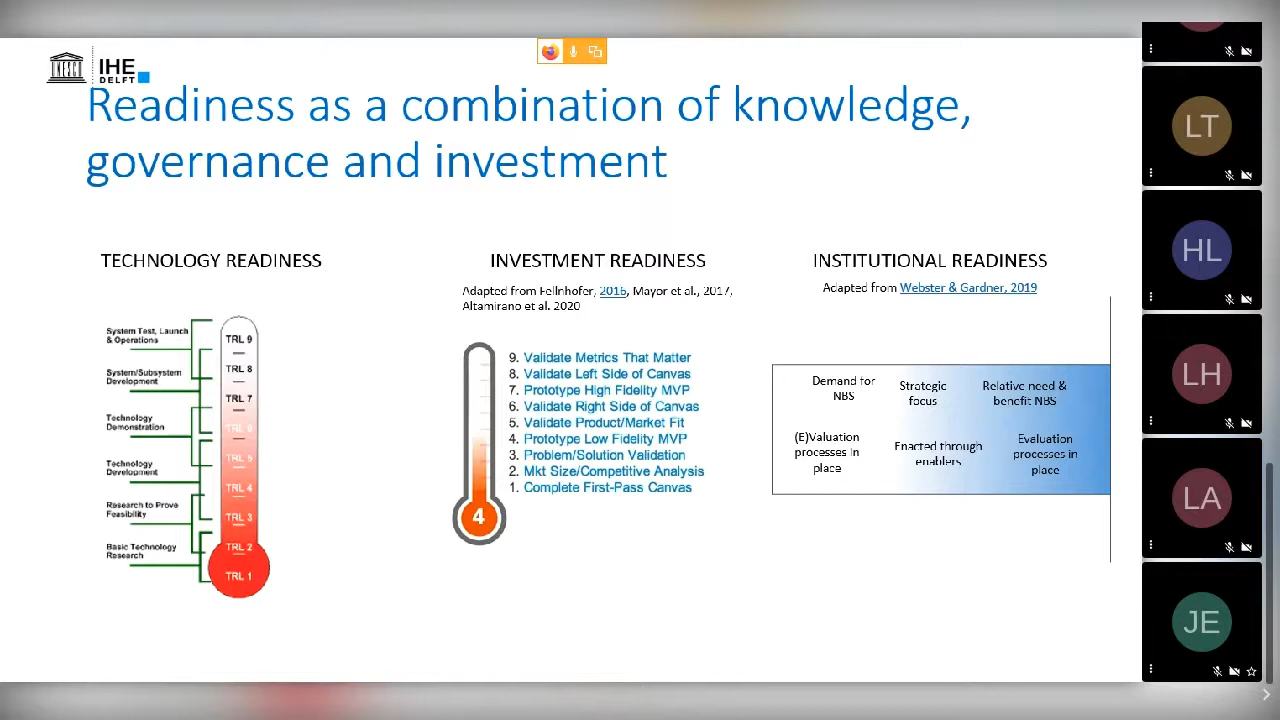 UNESCO
IHE
DELFT
Readiness as a combination of knowledge,
governance and investment
TECHNOLOGY READINESS
System Test, Launch
& Operations
System/Subsystem
Development
Technology
Demonstration
Technology
Development
Research to Prove
Feasibility
Basic Technology
Research
TRL 9
TRL 8
TRL 7
TRL 6
TRL 5
TRL 4
TRL 3
TRL 2
TRL 1
INVESTMENT READINESS
Adapted from Fellnhofer, 2016, Mayor et al., 2017,
Altamirano et al. 2020
9. Validate Metrics That Matter
8. Validate Left Side of Canvas
7. Prototype High Fidelity MVP
6. Validate Right Side of Canvas
5. Validate Product/Market Fit
4. Prototype Low Fidelity MVP
3. Problem/Solution Validation
2. Mkt Size/Competitive Analysis
1. Complete First-Pass Canvas
4
INSTITUTIONAL READINESS
Adapted from Webster & Gardner, 2019
Demand for
NBS
Strategic
focus
Relative need &
benefit NBS
(E)Valuation
processes in
place
Enacted through
enablers
Evaluation
processes in
place
LT
HL
LH
LA
JE